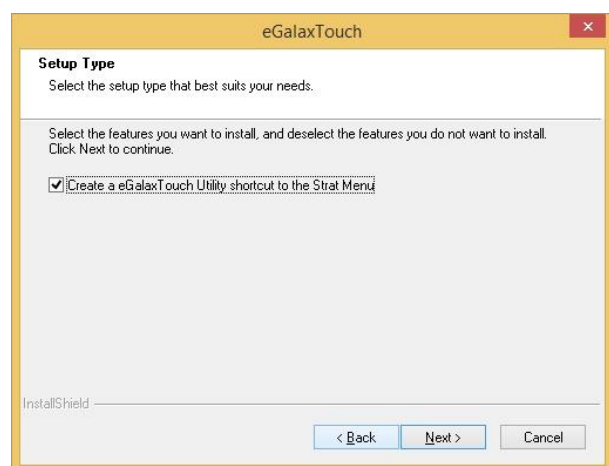 eGalaxTouch
Setup Type
Select the setup type that best suits your needs.
Select the features you want to install, and deselect the features you do not want to install.
Click Next to continue.
Create a eGalaxTouch Utility shortcut to the Strat Menu
InstallShield
< Back Next > Cancel